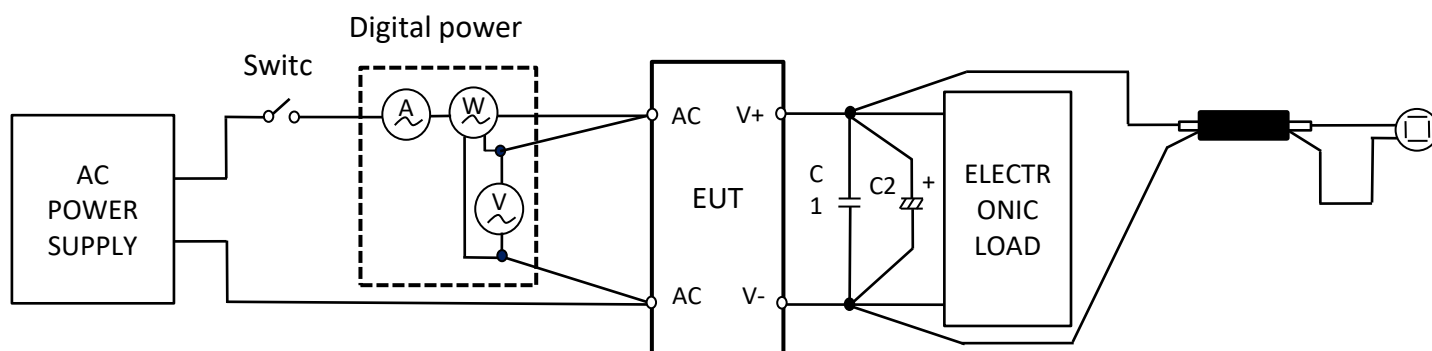 Digital power
Switc
A
W
V
AC
POWER
SUPPLY
AC
V+
EUT
AC
V-
C
1
C2
+
ELECTR
ONIC
LOAD